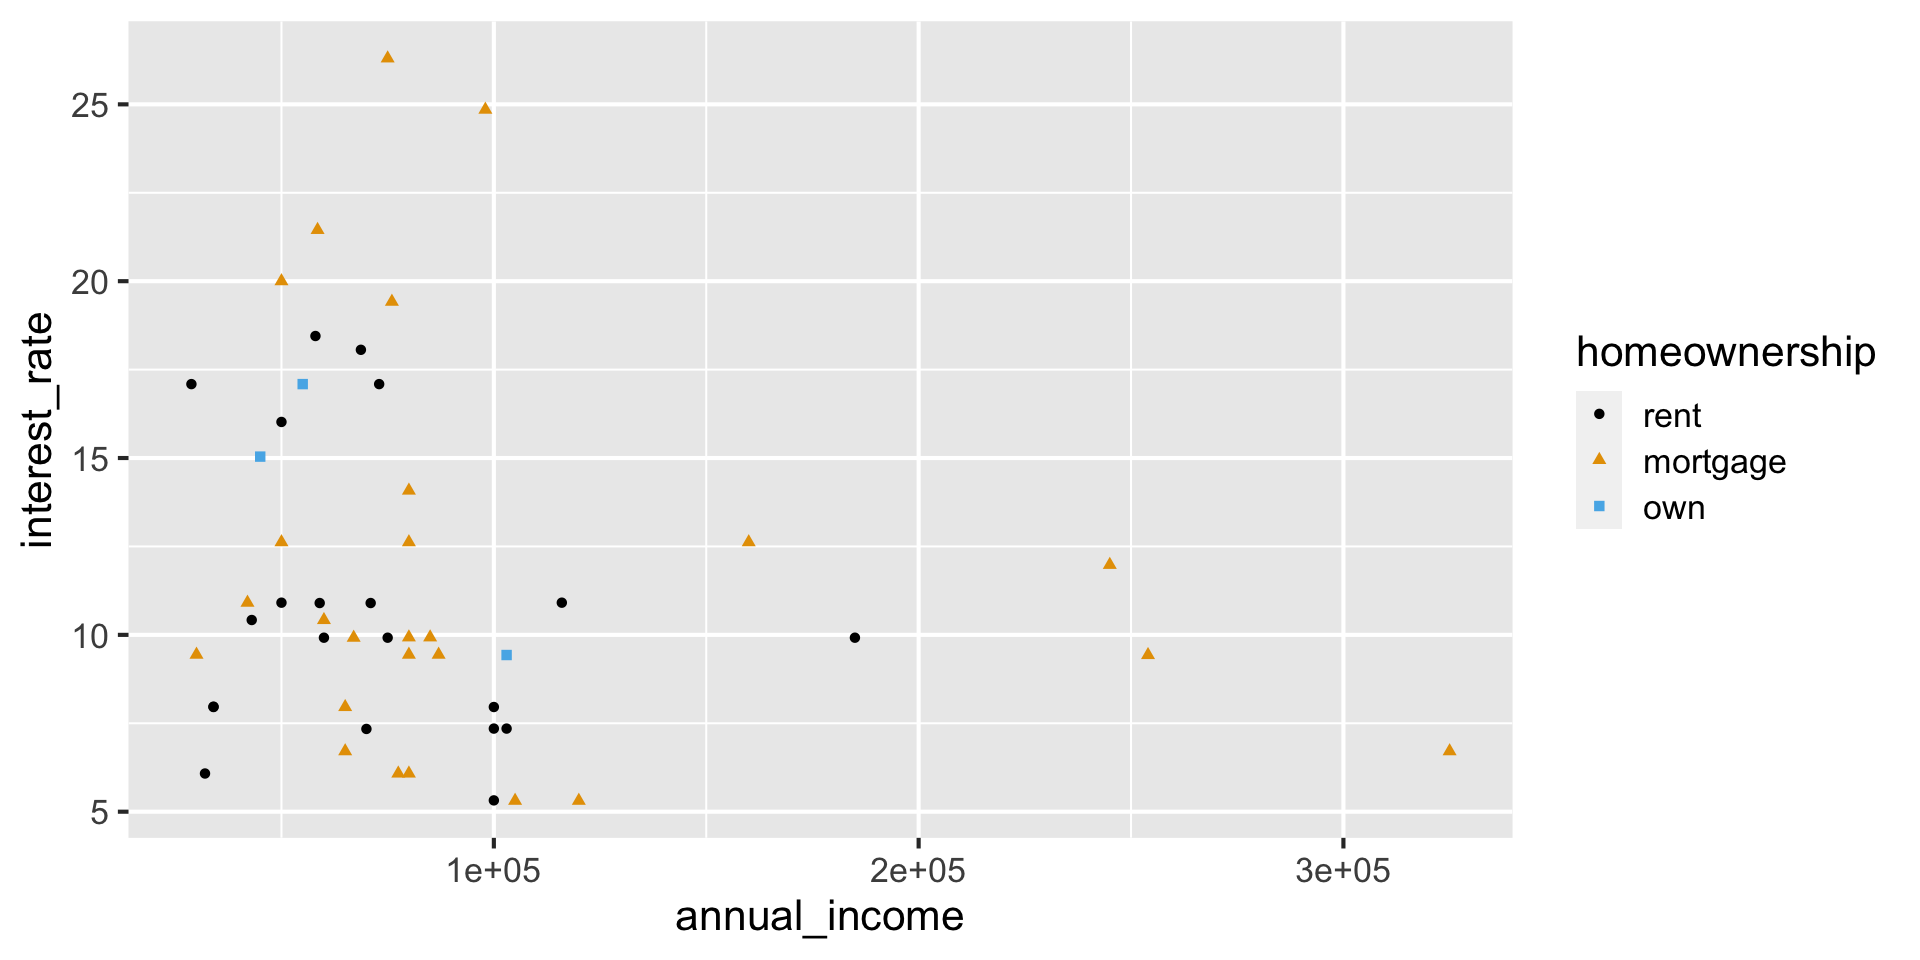 25
20
15
10
5
interest_rate
1e+05
2e+05
3e+05
annual_income
homeownership
rent
mortgage
own